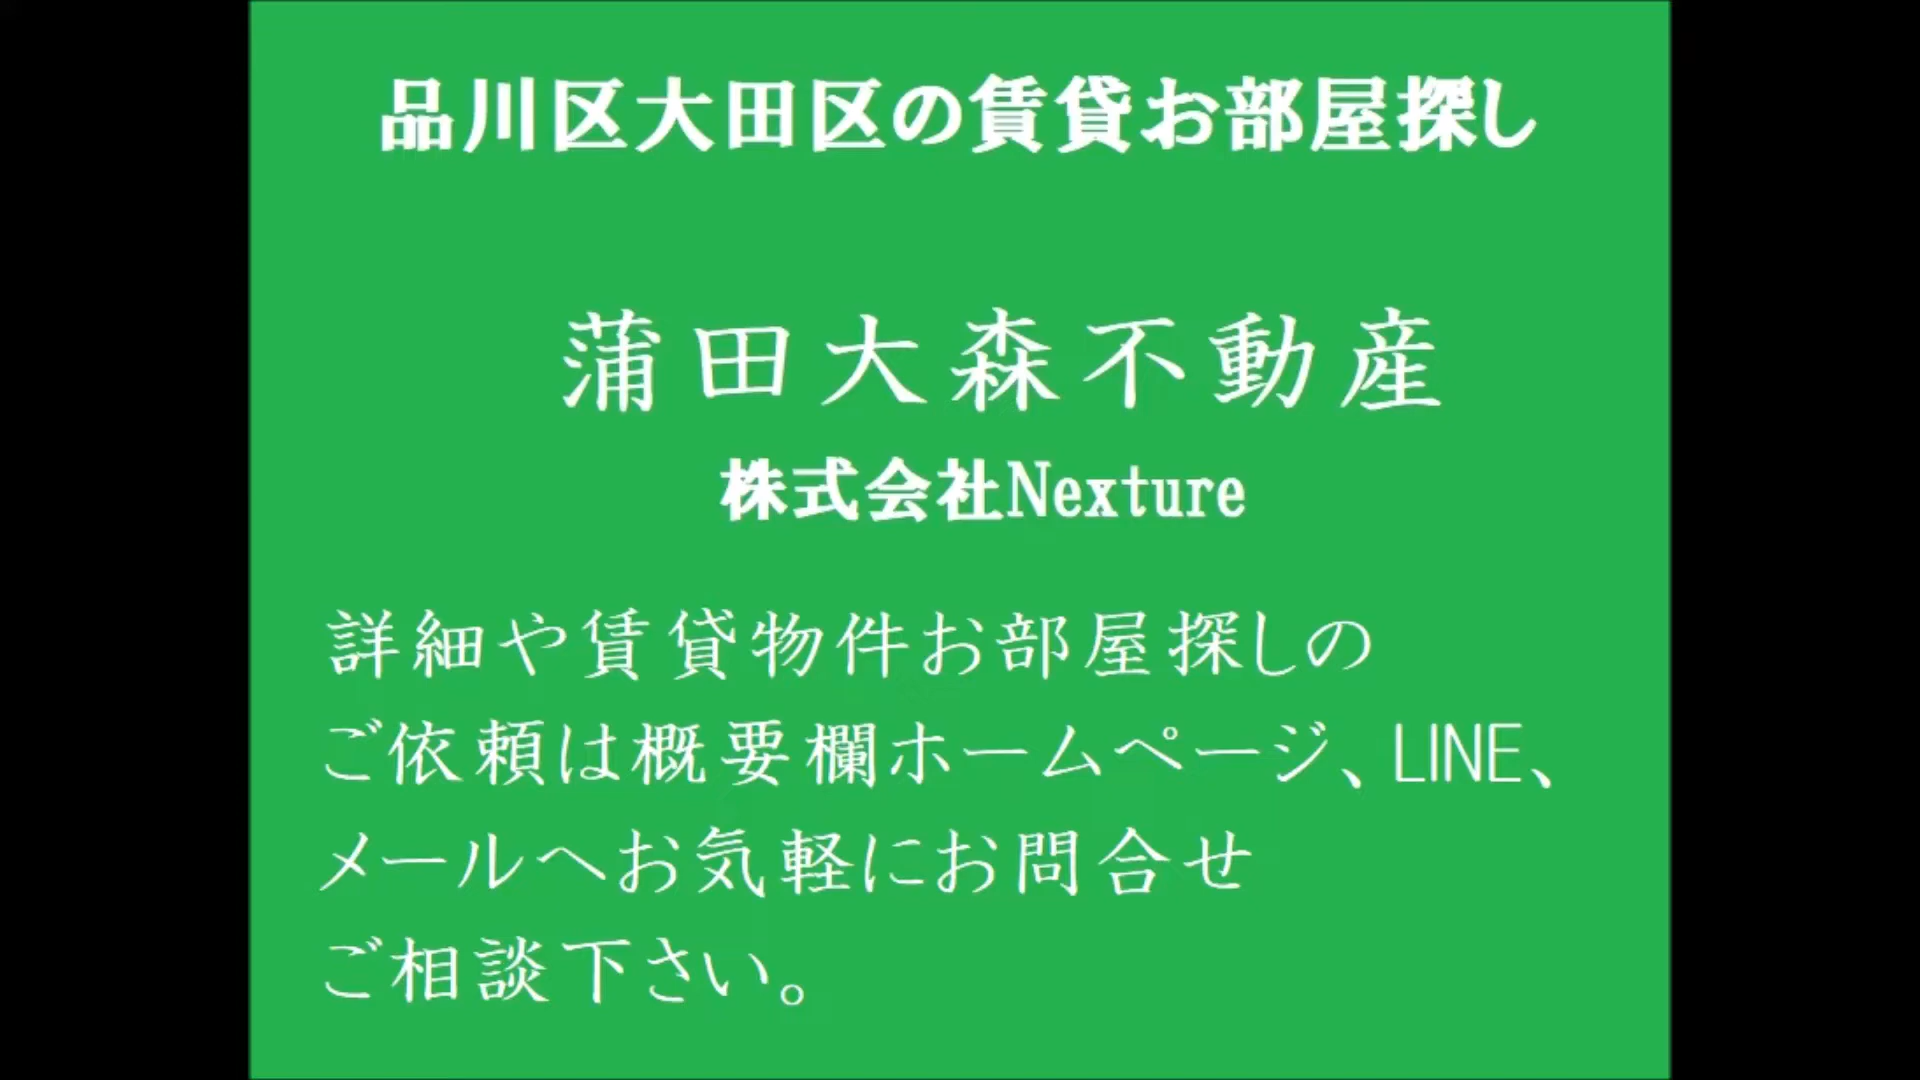 品川区大田区の賃貸お部屋探し
蒲田大森不動産
株式会社Nexture
詳細や賃貸物件お部屋探しの
ご依頼は概要欄ホームページ、LINE、
メールへお気軽にお問合せ
ご相談下さい。